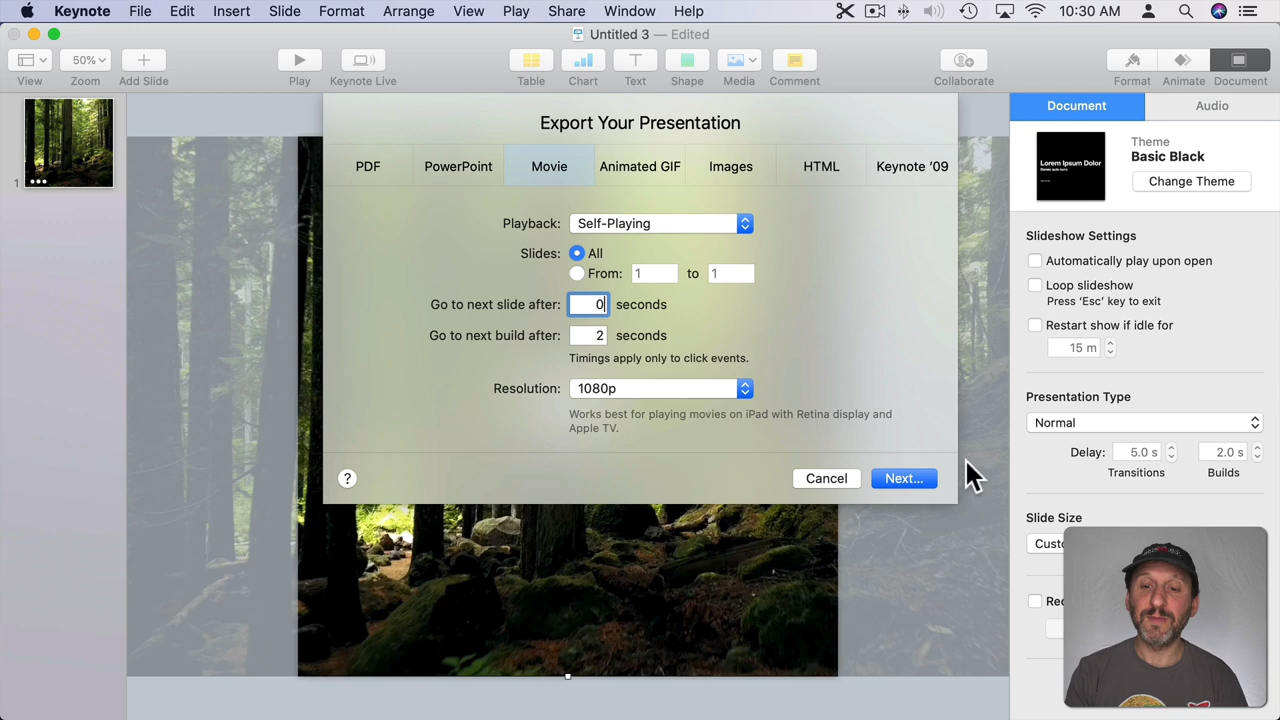 Keynote File Edit Insert Slide Format Arrange View Play Share Window Help 10:30 AM
Untitled 3 — Edited
50%
View Zoom Add Slide Play Keynote Live Table Chart Text Shape Media Comment Collaborate Format Animate Document
Export Your Presentation
PDF PowerPoint Movie Animated GIF Images HTML Keynote '09
Playback: Self-Playing
Slides: All
From: 1 to 1
Go to next slide after: 0 seconds
Go to next build after: 2 seconds
Timings apply only to click events.
Resolution: 1080p
Works best for playing movies on iPad with Retina display and
Apple TV.
? Cancel Next...
1
Document Audio
Theme
Basic Black
Change Theme
Lorem Ipsum Dolor
Slideshow Settings
Automatically play upon open
Loop slideshow
Press 'Esc' key to exit
Restart show if idle for
15 m
Presentation Type
Normal
Delay: 5.0 s 2.0 s
Transitions Builds
Slide Size